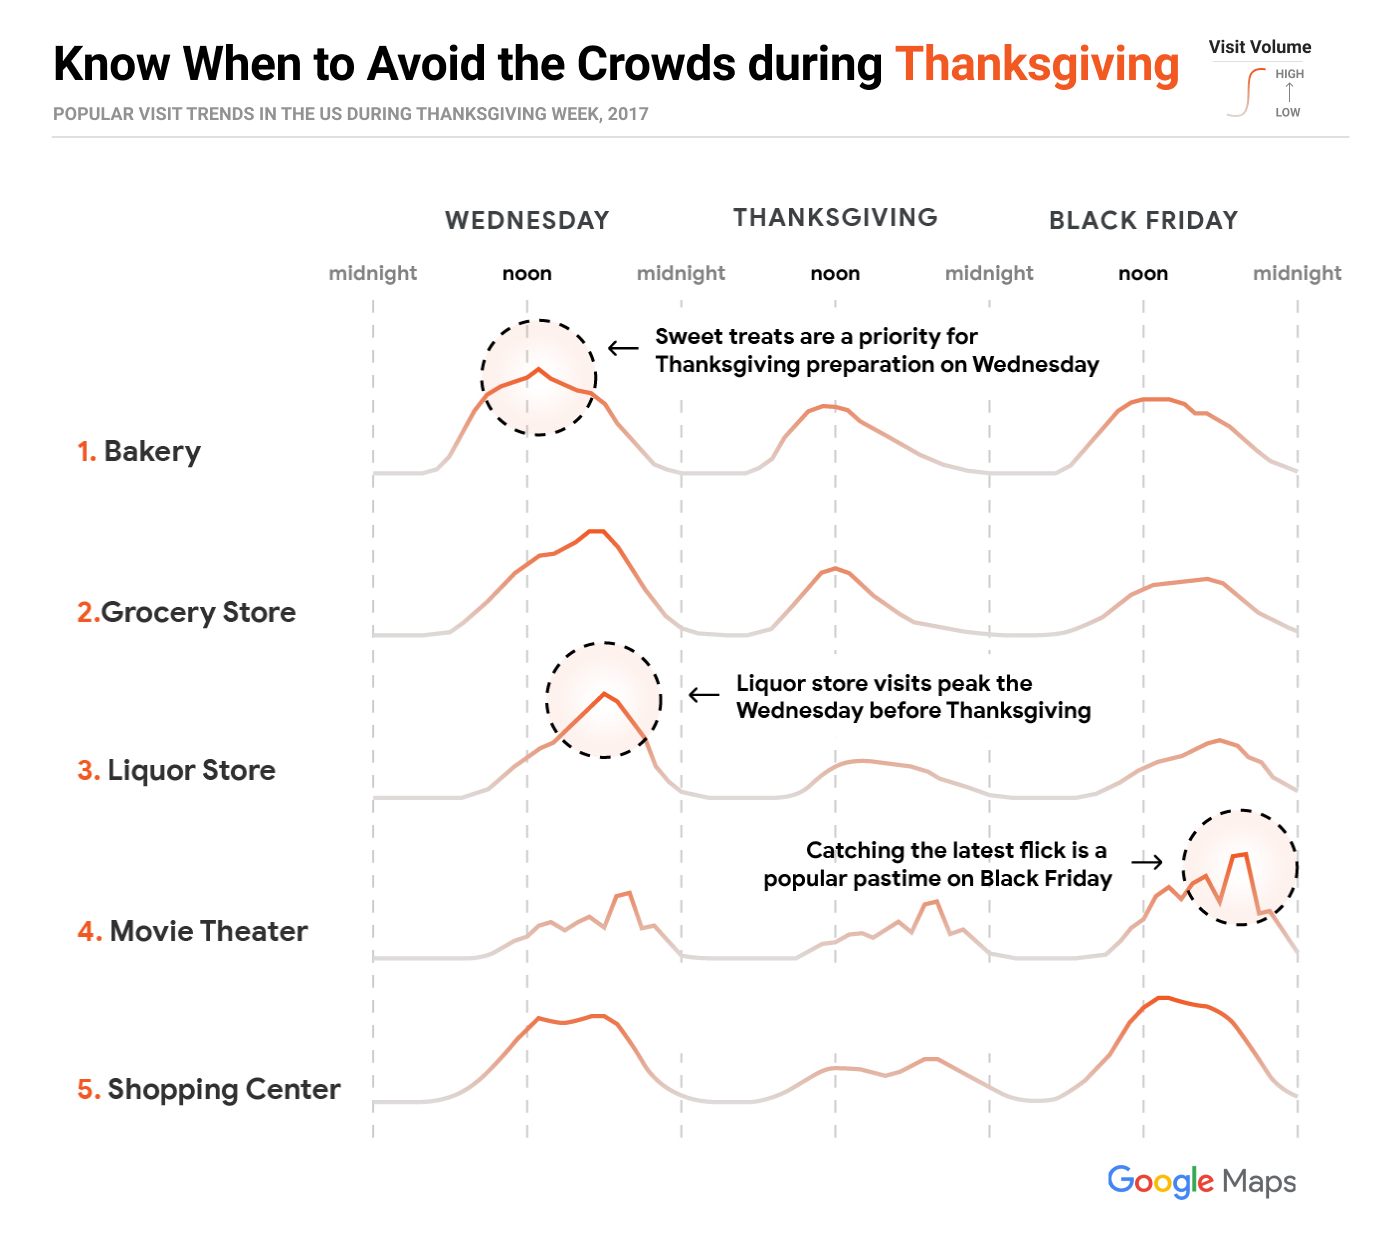 Know When to Avoid the Crowds during Thanksgiving
POPULAR VISIT TRENDS IN THE US DURING THANKSGIVING WEEK, 2017
Visit Volume
HIGH
LOW
WEDNESDAY THANKSGIVING BLACK FRIDAY
midnight noon midnight noon midnight noon midnight
Sweet treats are a priority for
Thanksgiving preparation on Wednesday
1. Bakery
2.Grocery Store
Liquor store visits peak the
Wednesday before Thanksgiving
3. Liquor Store
Catching the latest flick is a
popular pastime on Black Friday
4. Movie Theater
5. Shopping Center
Google Maps